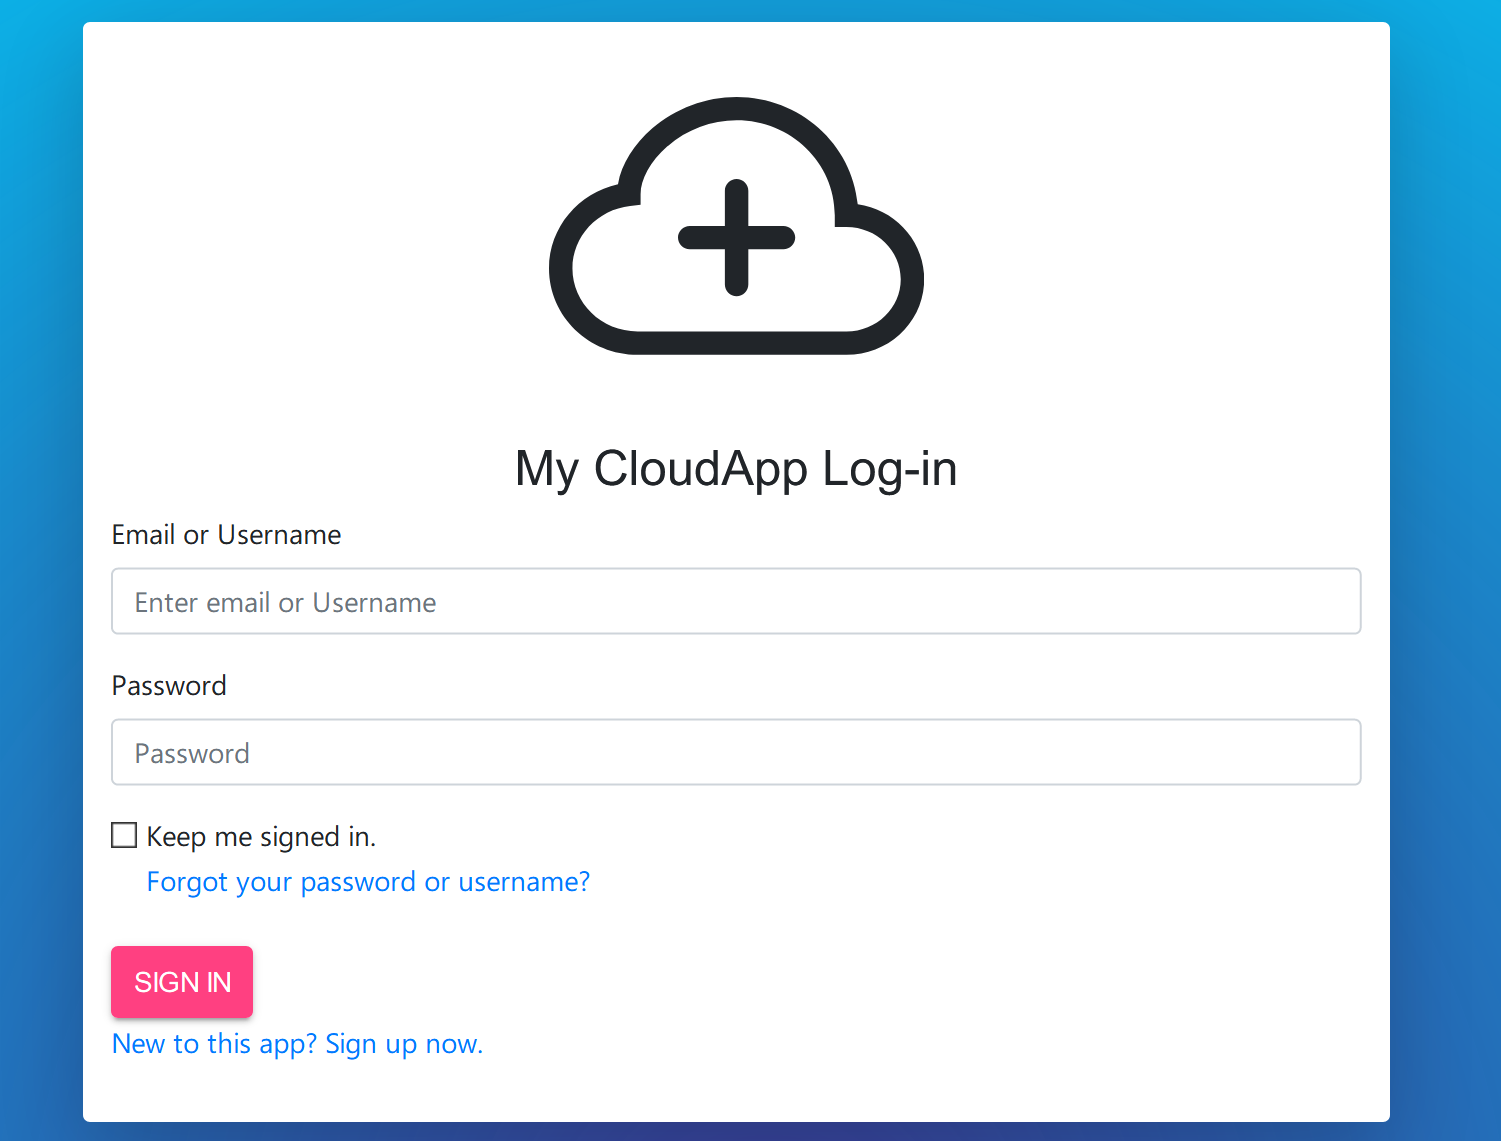 My CloudApp Log-in
Email or Username
Enter email or Username
Password
Password
Keep me signed in.
Forgot your password or username?
SIGN IN
New to this app? Sign up now.